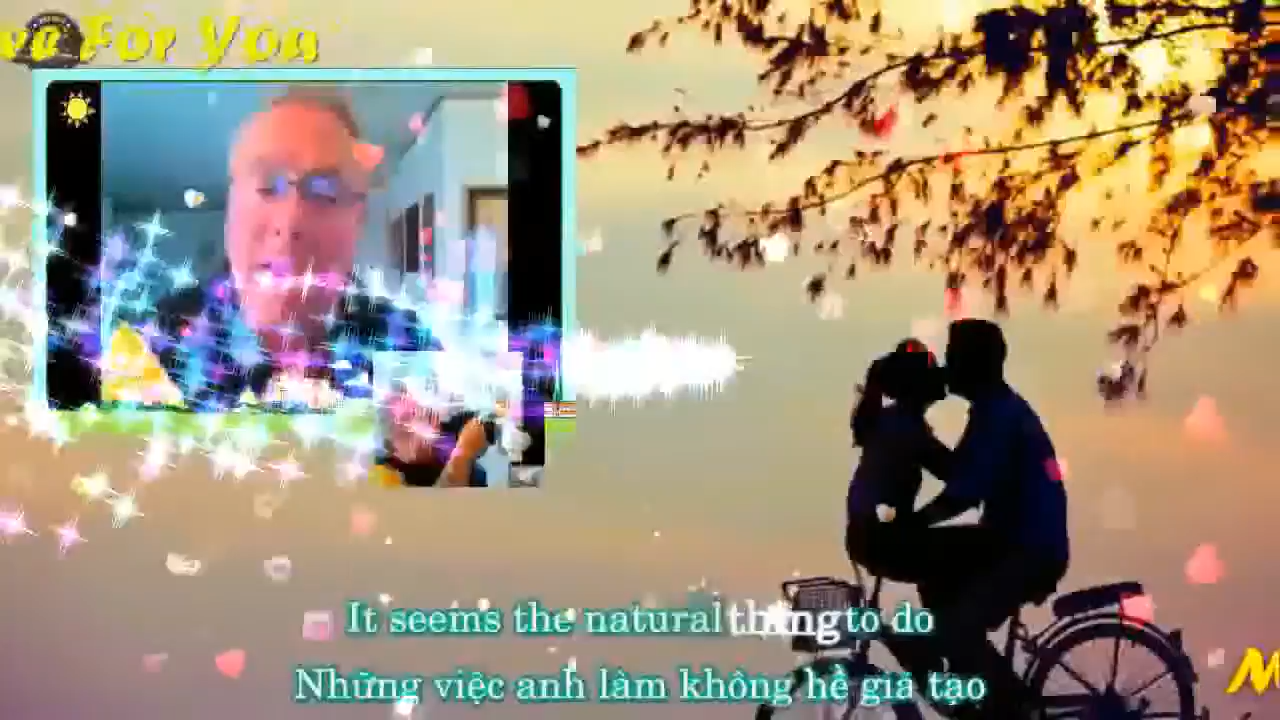 ve For You
It seems the natural thing to do
Những việc anh làm không hề giả tạo
M